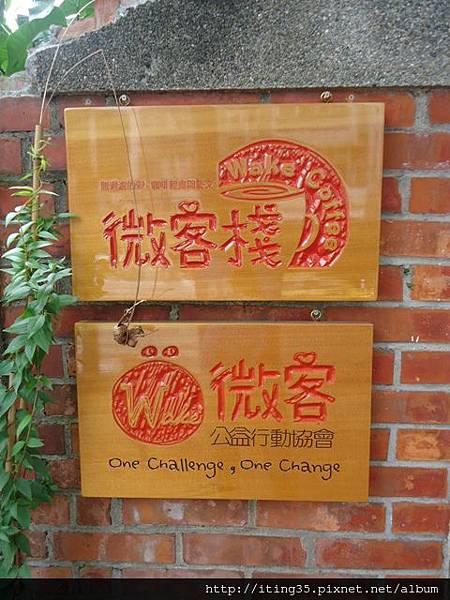 Wake Coffee
微客棧
Wake
微客
公益行動協會
One Challenge , One Change
http://iting35.pixnet.net/album